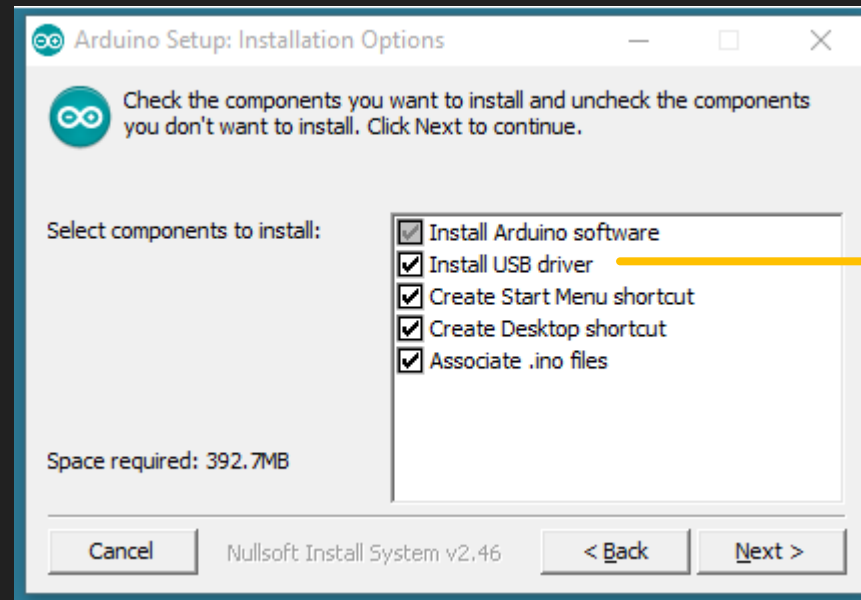 Arduino Setup: Installation Options
Check the components you want to install and uncheck the components
you don't want to install. Click Next to continue.
Select components to install:
Install Arduino software
Install USB driver
Create Start Menu shortcut
Create Desktop shortcut
Associate .ino files
Space required: 392.7MB
Cancel
Nullsoft Install System v2.46
< Back
Next >